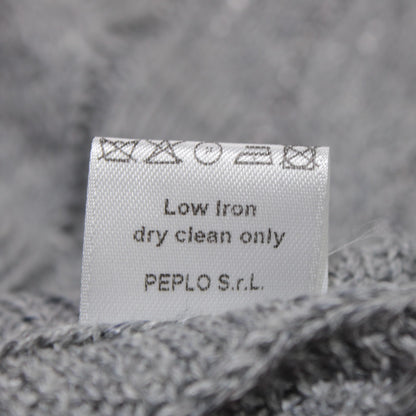 Low Iron
dry clean only
PEPLO S.r.L.